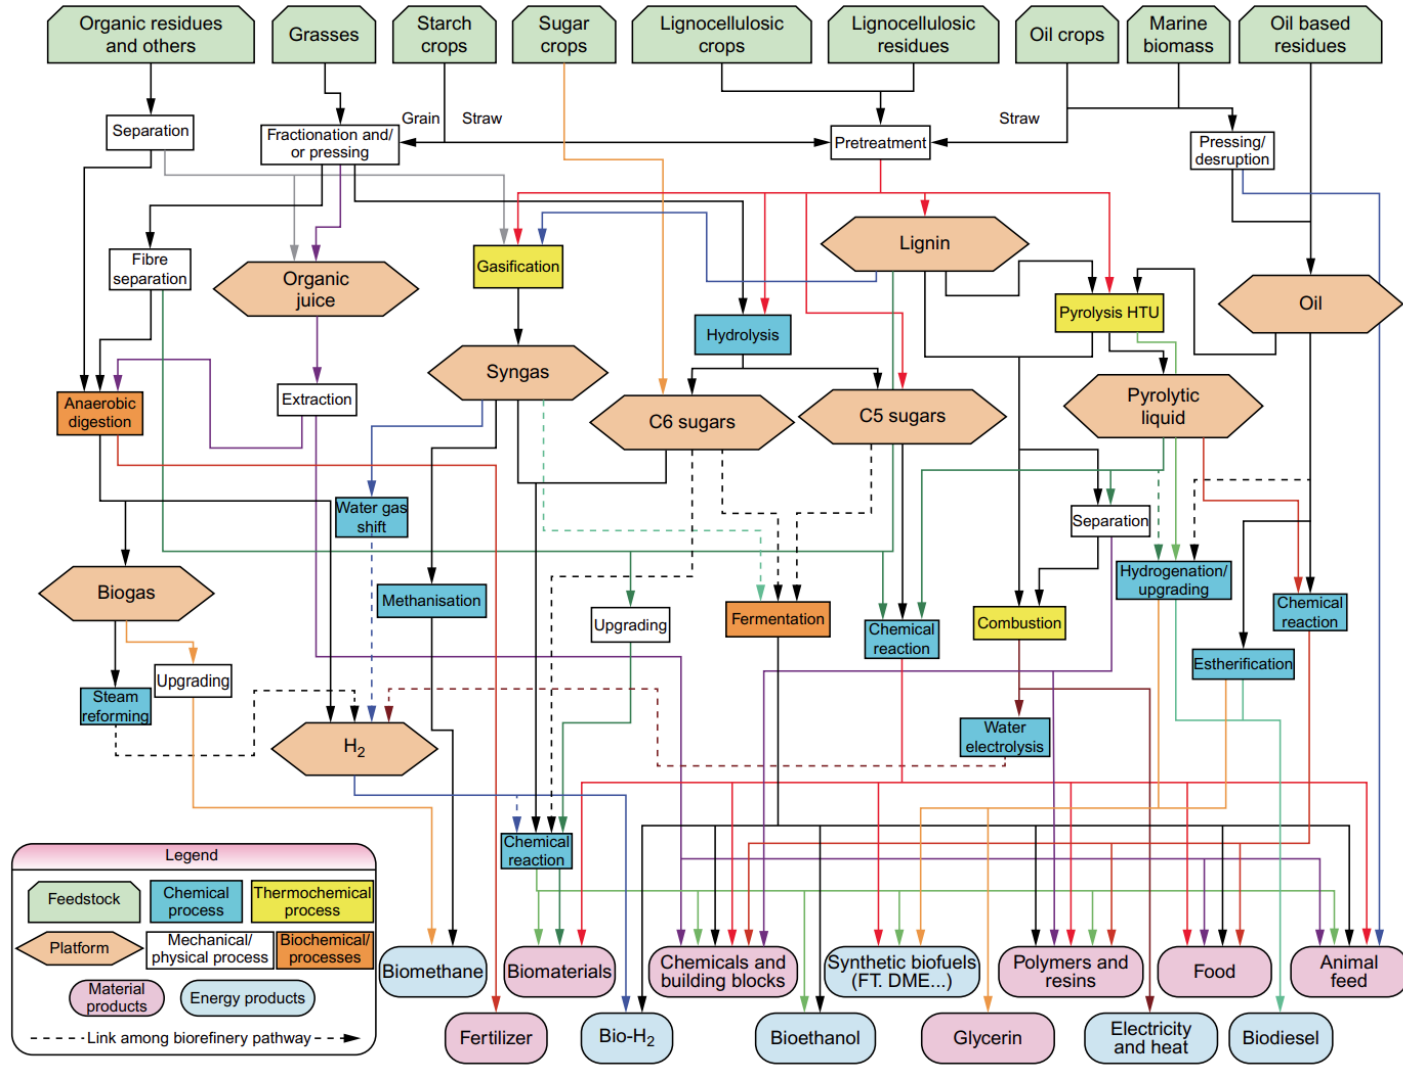 Organic residues
and others
Grasses
Starch
crops
Sugar
crops
Lignocellulosic
crops
Lignocellulosic
residues
Oil crops
Marine
biomass
Oil based
residues
Separation
Fractionation and/
or pressing
Grain
Straw
Pretreatment
Straw
Pressing/
desruption
Fibre
separation
Organic
juice
Gasification
Lignin
Oil
Hydrolysis
Pyrolysis HTU
Syngas
Anaerobic
digestion
Extraction
C6 sugars
C5 sugars
Pyrolytic
liquid
Water gas
shift
Separation
Biogas
Methanisation
Upgrading
Fermentation
Chemical
reaction
Combustion
Hydrogenation/
upgrading
Chemical
reaction
Steam
reforming
Upgrading
Estherification
H2
Water
electrolysis
Chemical
reaction
Legend
Feedstock
Chemical
process
Thermochemical
process
Platform
Mechanical/
physical process
Biochemical/
processes
Material
products
Energy products
Link among biorefinery pathway
Biomethane
Biomaterials
Chemicals and
building blocks
Synthetic biofuels
(FT. DME...)
Polymers and
resins
Food
Animal
feed
Fertilizer
Bio-H2
Bioethanol
Glycerin
Electricity
and heat
Biodiesel